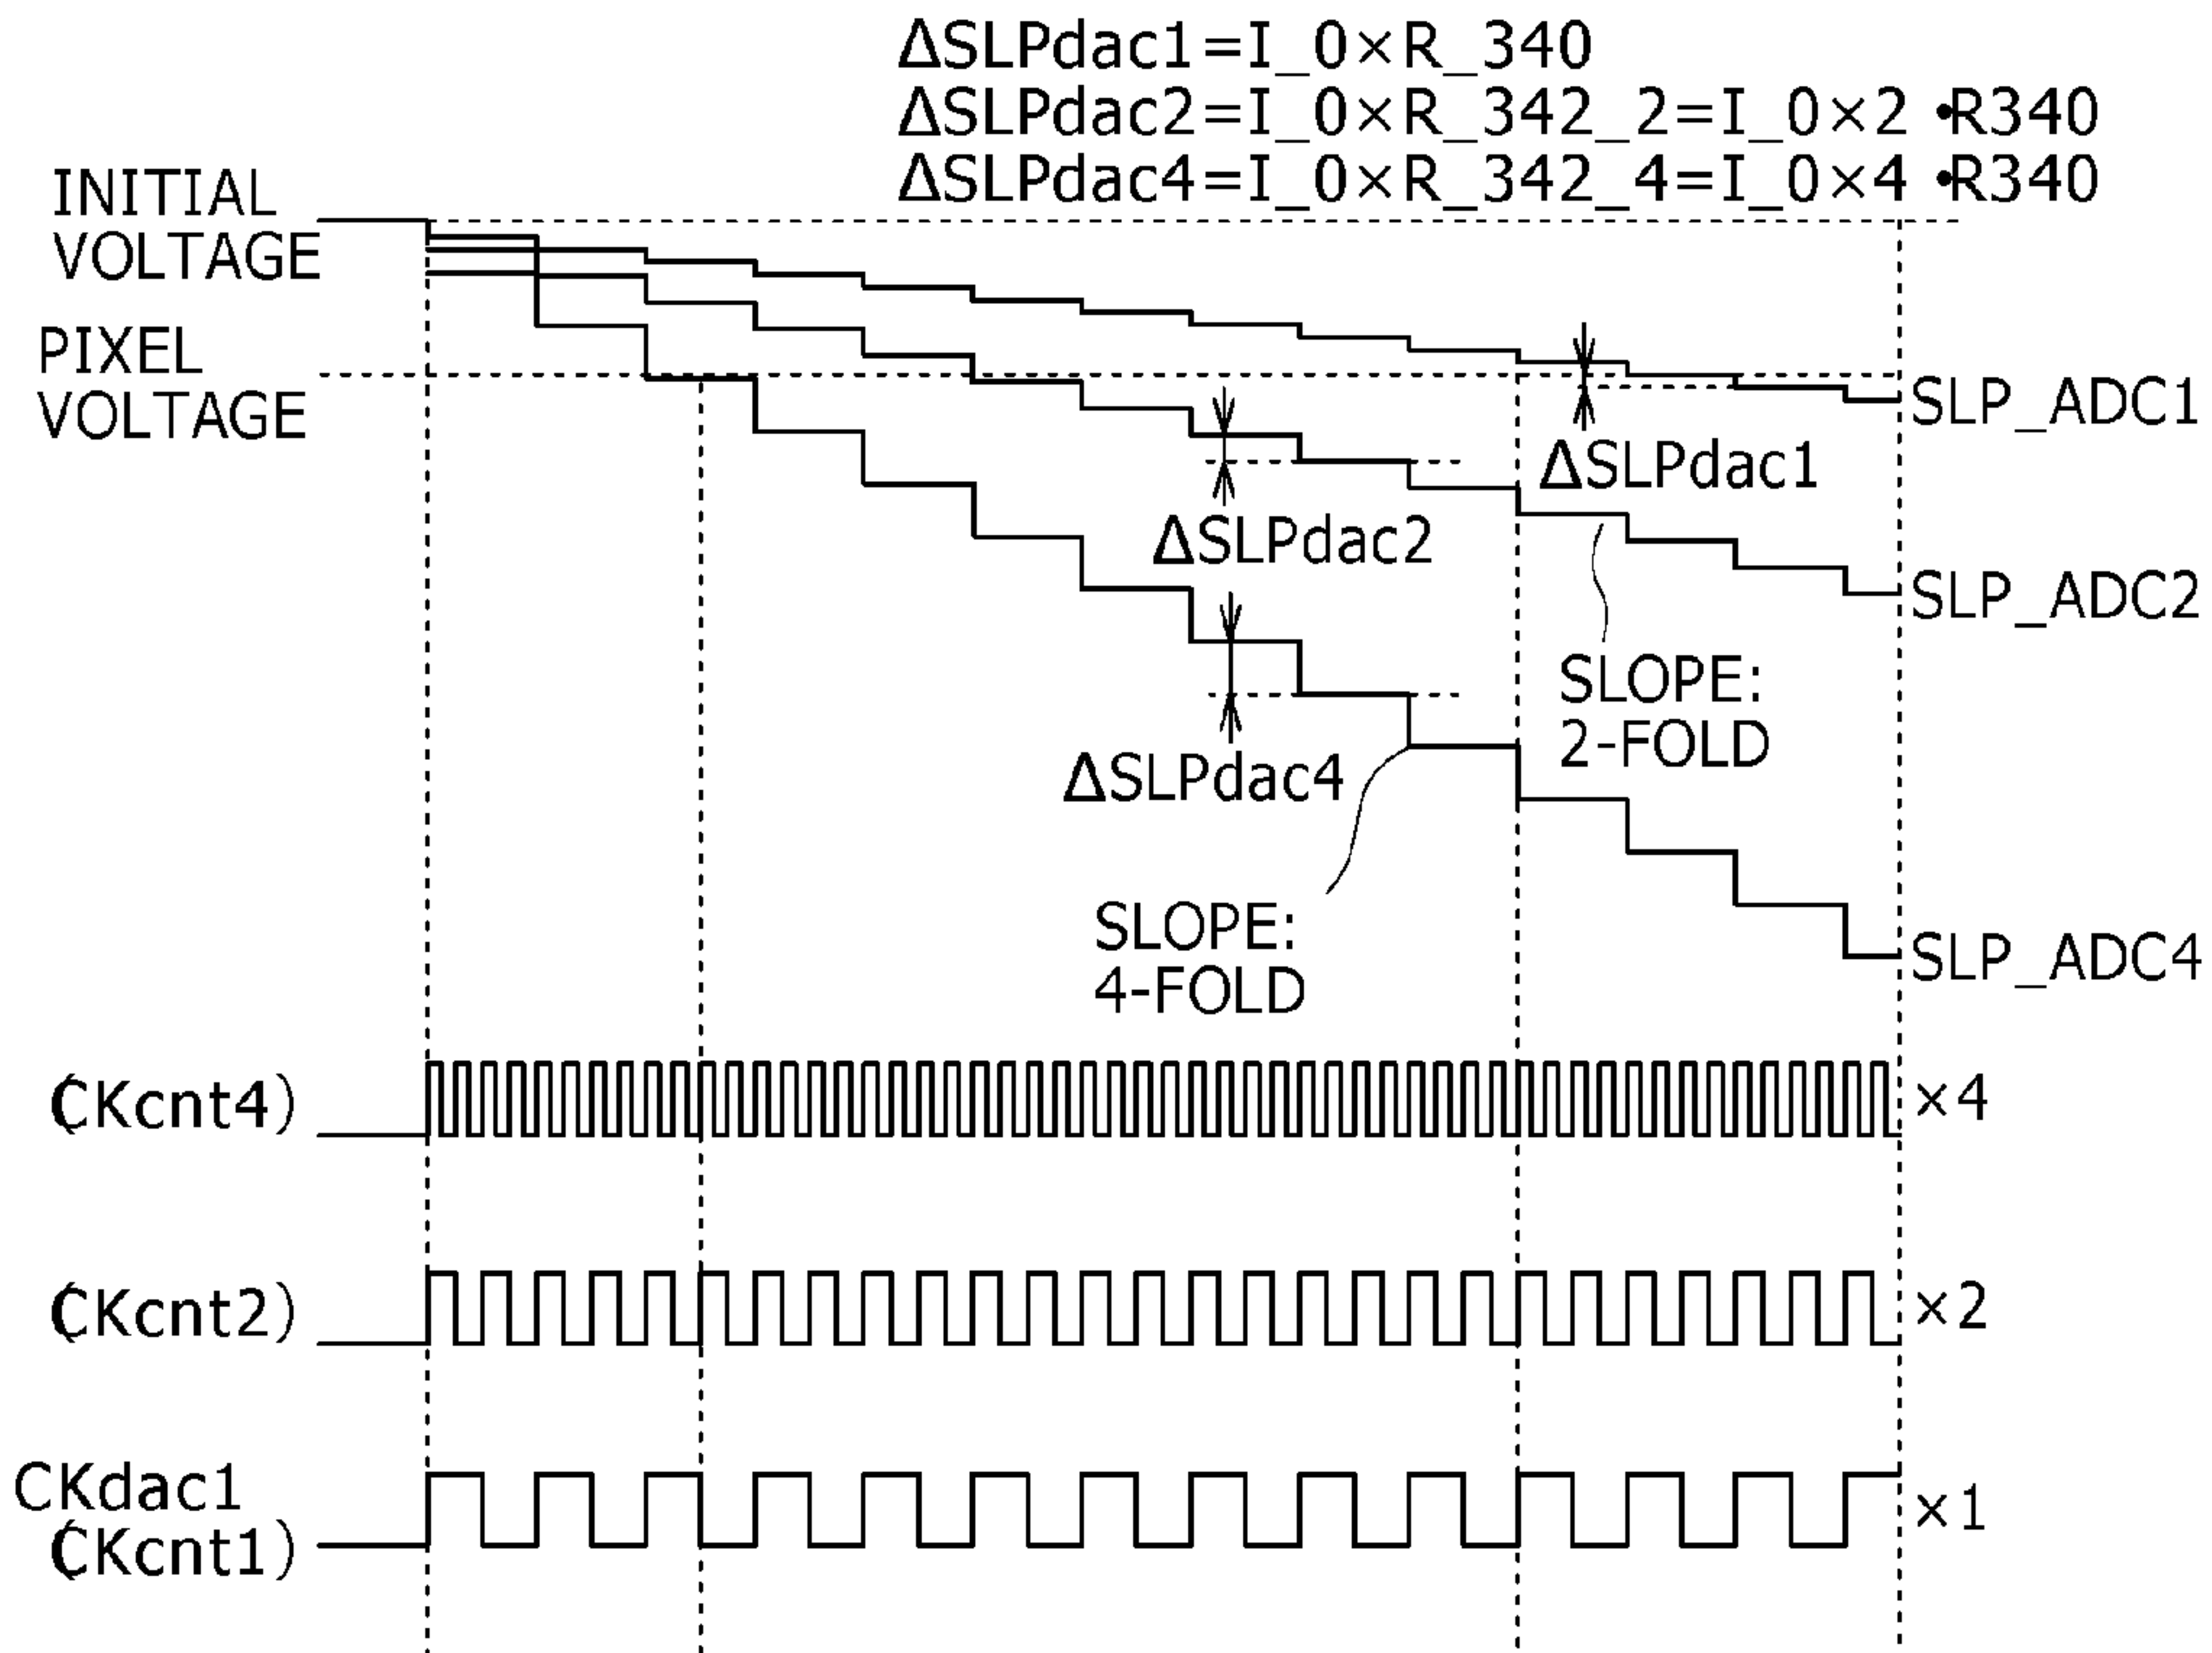 ΔSLPdac1=I_0×R_340
ΔSLPdac2=I_0×R_342_2=I_0×2 •R340
ΔSLPdac4=I_0×R_342_4=I_0×4 •R340
INITIAL
VOLTAGE
PIXEL
VOLTAGE
SLP_ADC1
ΔSLPdac1
ΔSLPdac2
SLP_ADC2
SLOPE:
2-FOLD
ΔSLPdac4
SLOPE:
4-FOLD
SLP_ADC4
(CKcnt4)
×4
(CKcnt2)
×2
CKdac1
(CKcnt1)
×1